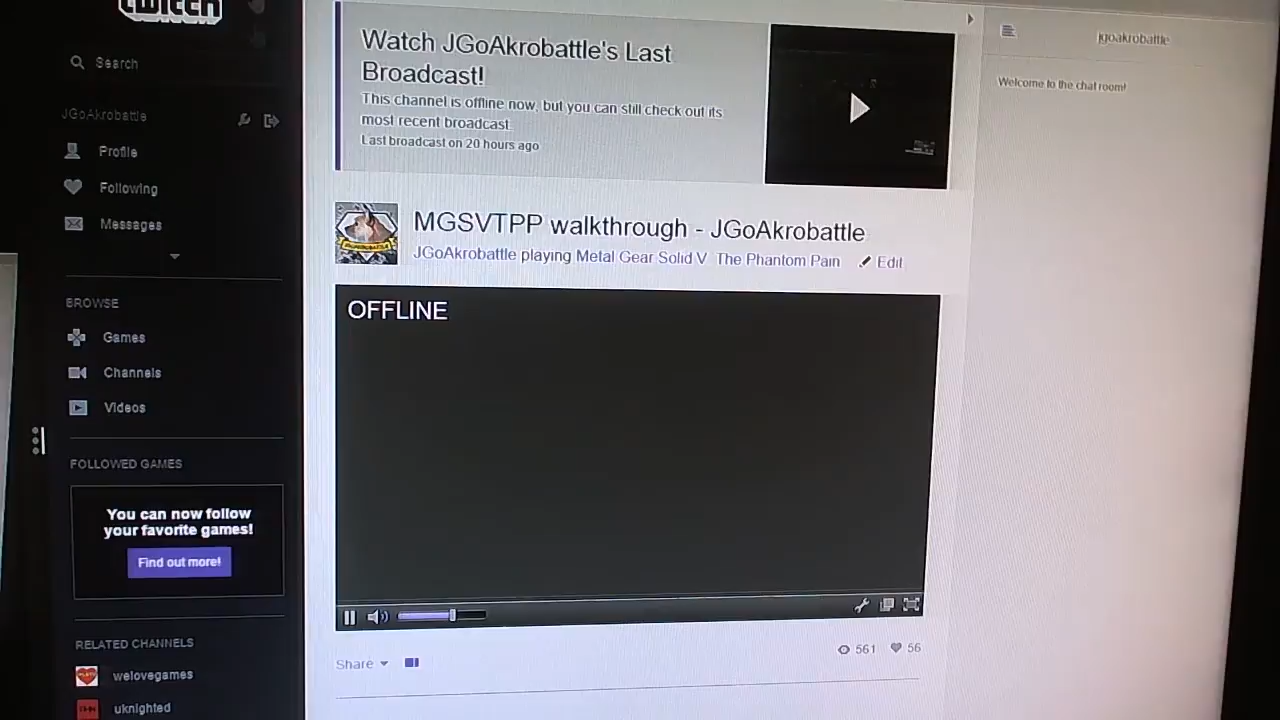 twitch
Search
JGoAkrobattle
Profile
Following
Messages
BROWSE
Games
Channels
Videos
FOLLOWED GAMES
You can now follow
your favorite games!
Find out more!
RELATED CHANNELS
welovegames
uknighted
Watch JGoAkrobattle's Last
Broadcast!
This channel is offline now, but you can still check out its
most recent broadcast.
Last broadcast on 20 hours ago
MGSVTPP walkthrough - JGoAkrobattle
JGoAkrobattle playing Metal Gear Solid V The Phantom Pain
Edit
OFFLINE
Share
561
56
jgoakrobattle
Welcome to the chat room!